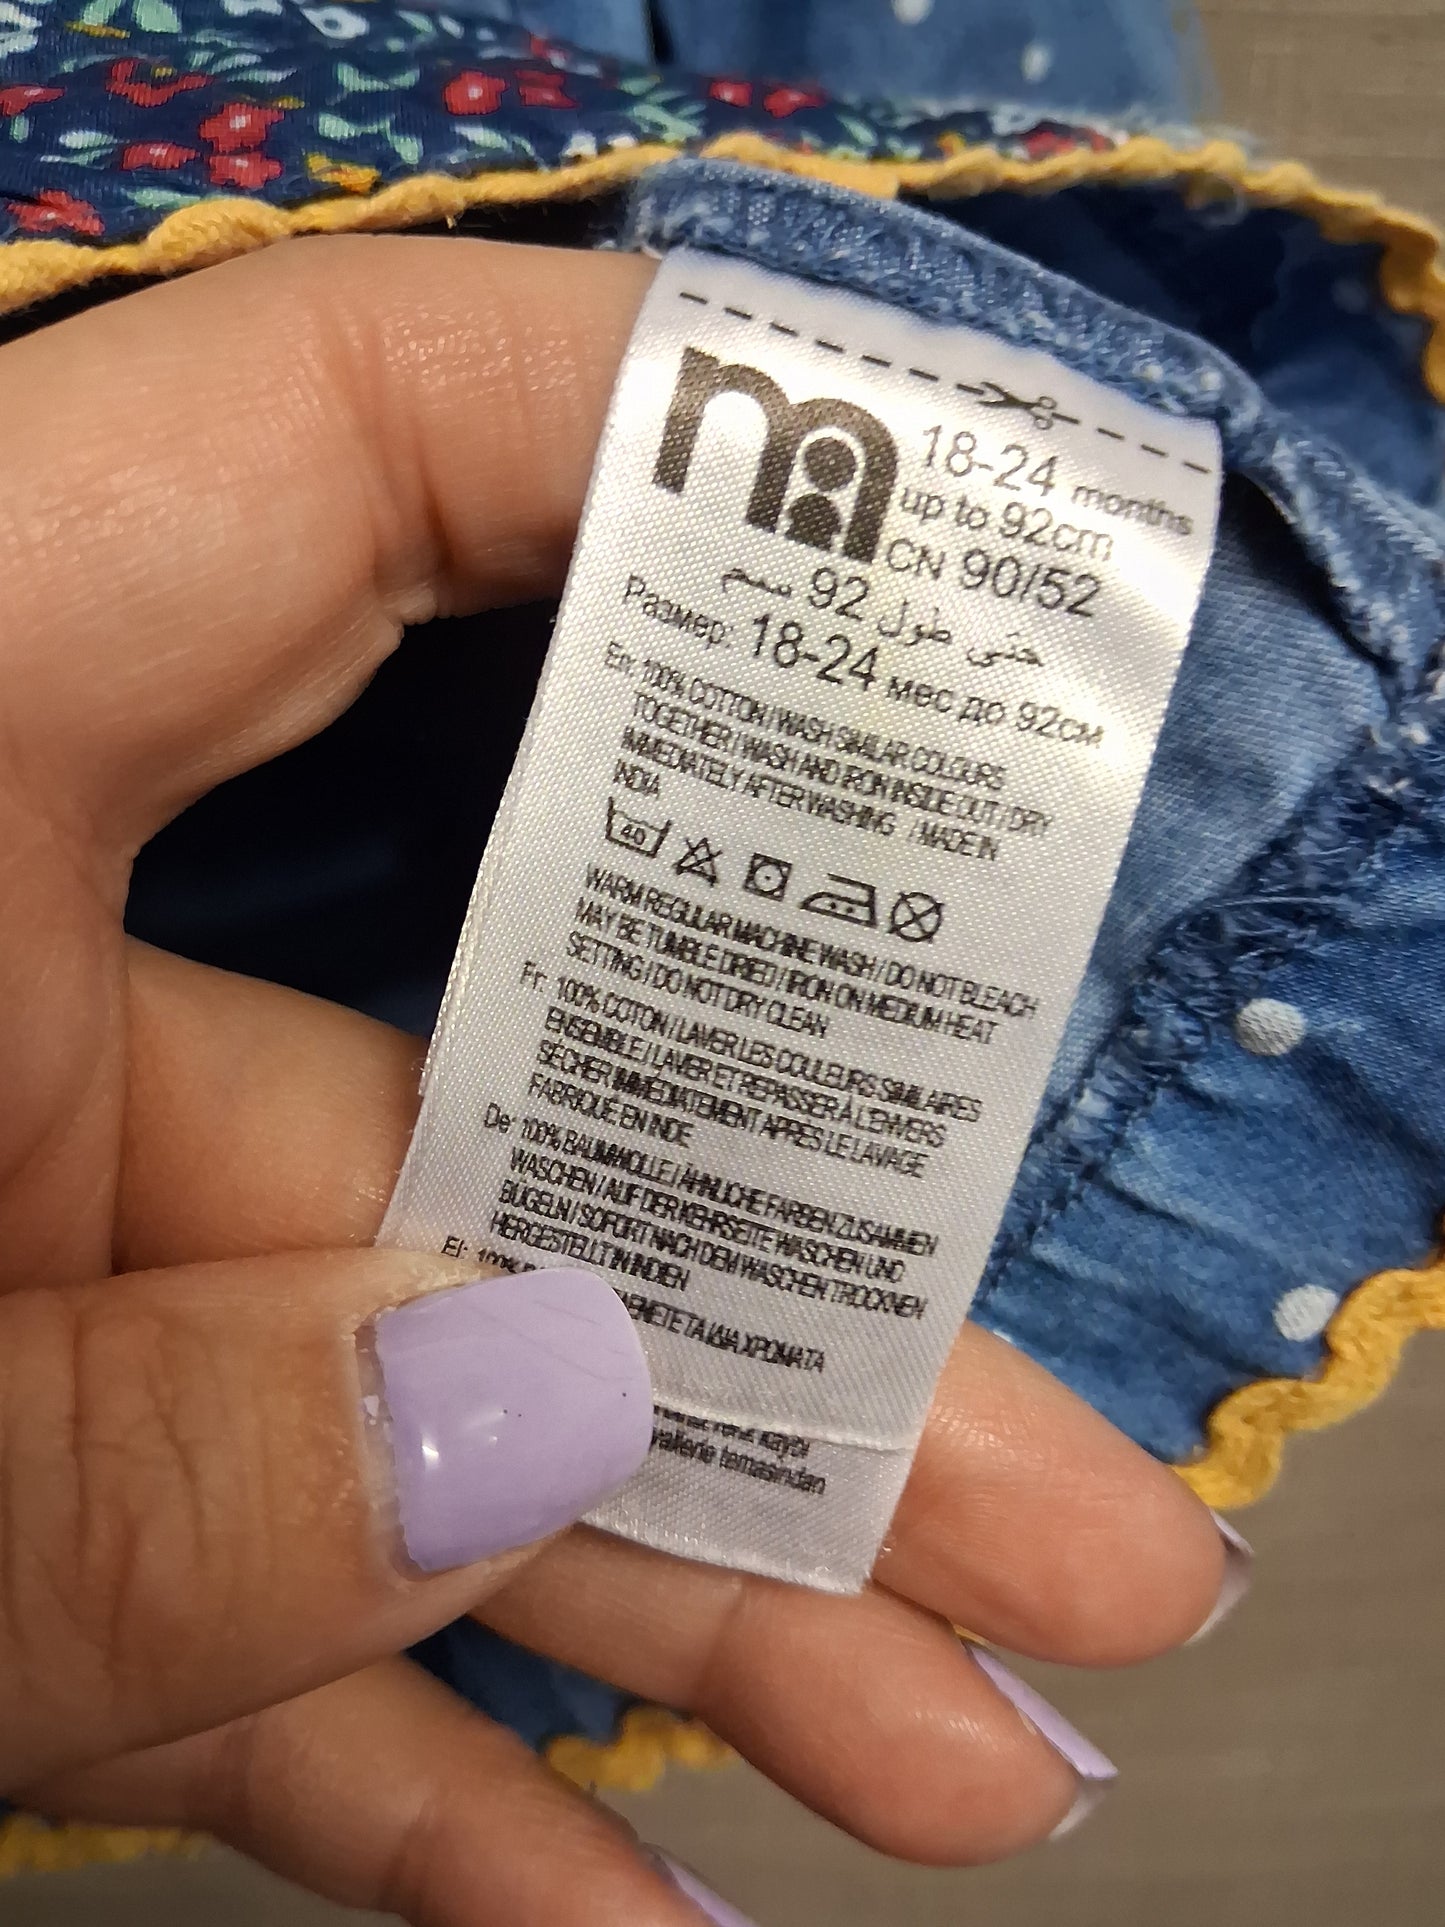 18-24 months
up to 92cm
CN 90/52
حتى طول 92 سم
Размер: 18-24 мес до 92см
En: 100% COTTON / WASH SIMILAR COLOURS
TOGETHER / WASH AND IRON INSIDE OUT / DRY
IMMEDIATELY AFTER WASHING / MADE IN
INDIA
40
WARM REGULAR MACHINE WASH / DO NOT BLEACH
MAY BE TUMBLE DRIED / IRON ON MEDIUM HEAT
SETTING / DO NOT DRY CLEAN
Fr: 100% COTON / LAVER LES COULEURS SIMILAIRES
ENSEMBLE / LAVER ET REPASSER À L'ENVERS
SÉCHER IMMÉDIATEMENT APRÈS LE LAVAGE
FABRIQUÉ EN INDE
De: 100% BAUMWOLLE / ÄHNLICHE FARBEN ZUSAMMEN
WASCHEN / AUF DER KEHRSEITE WASCHEN UND
BÜGELN / SOFORT NACH DEM WASCHEN TROCKNEN
HERGESTELLT IN INDIEN
El: 100%
ΧΡΩΜΑΤΑ
renz kaybı
temasından